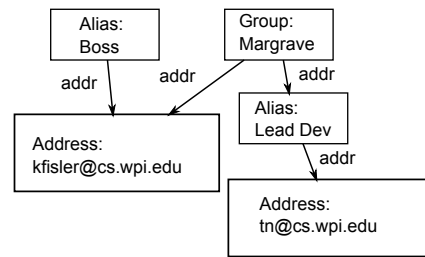 Alias:
Boss
Group:
Margrave
addr
addr
addr
Alias:
Lead Dev
Address:
kfisler@cs.wpi.edu
addr
Address:
tn@cs.wpi.edu